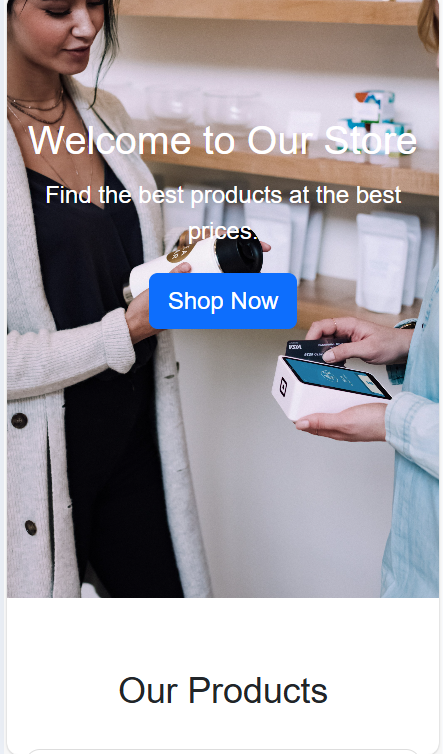 Welcome to Our Store
Find the best products at the best
prices.
Shop Now
VISA
Our Products